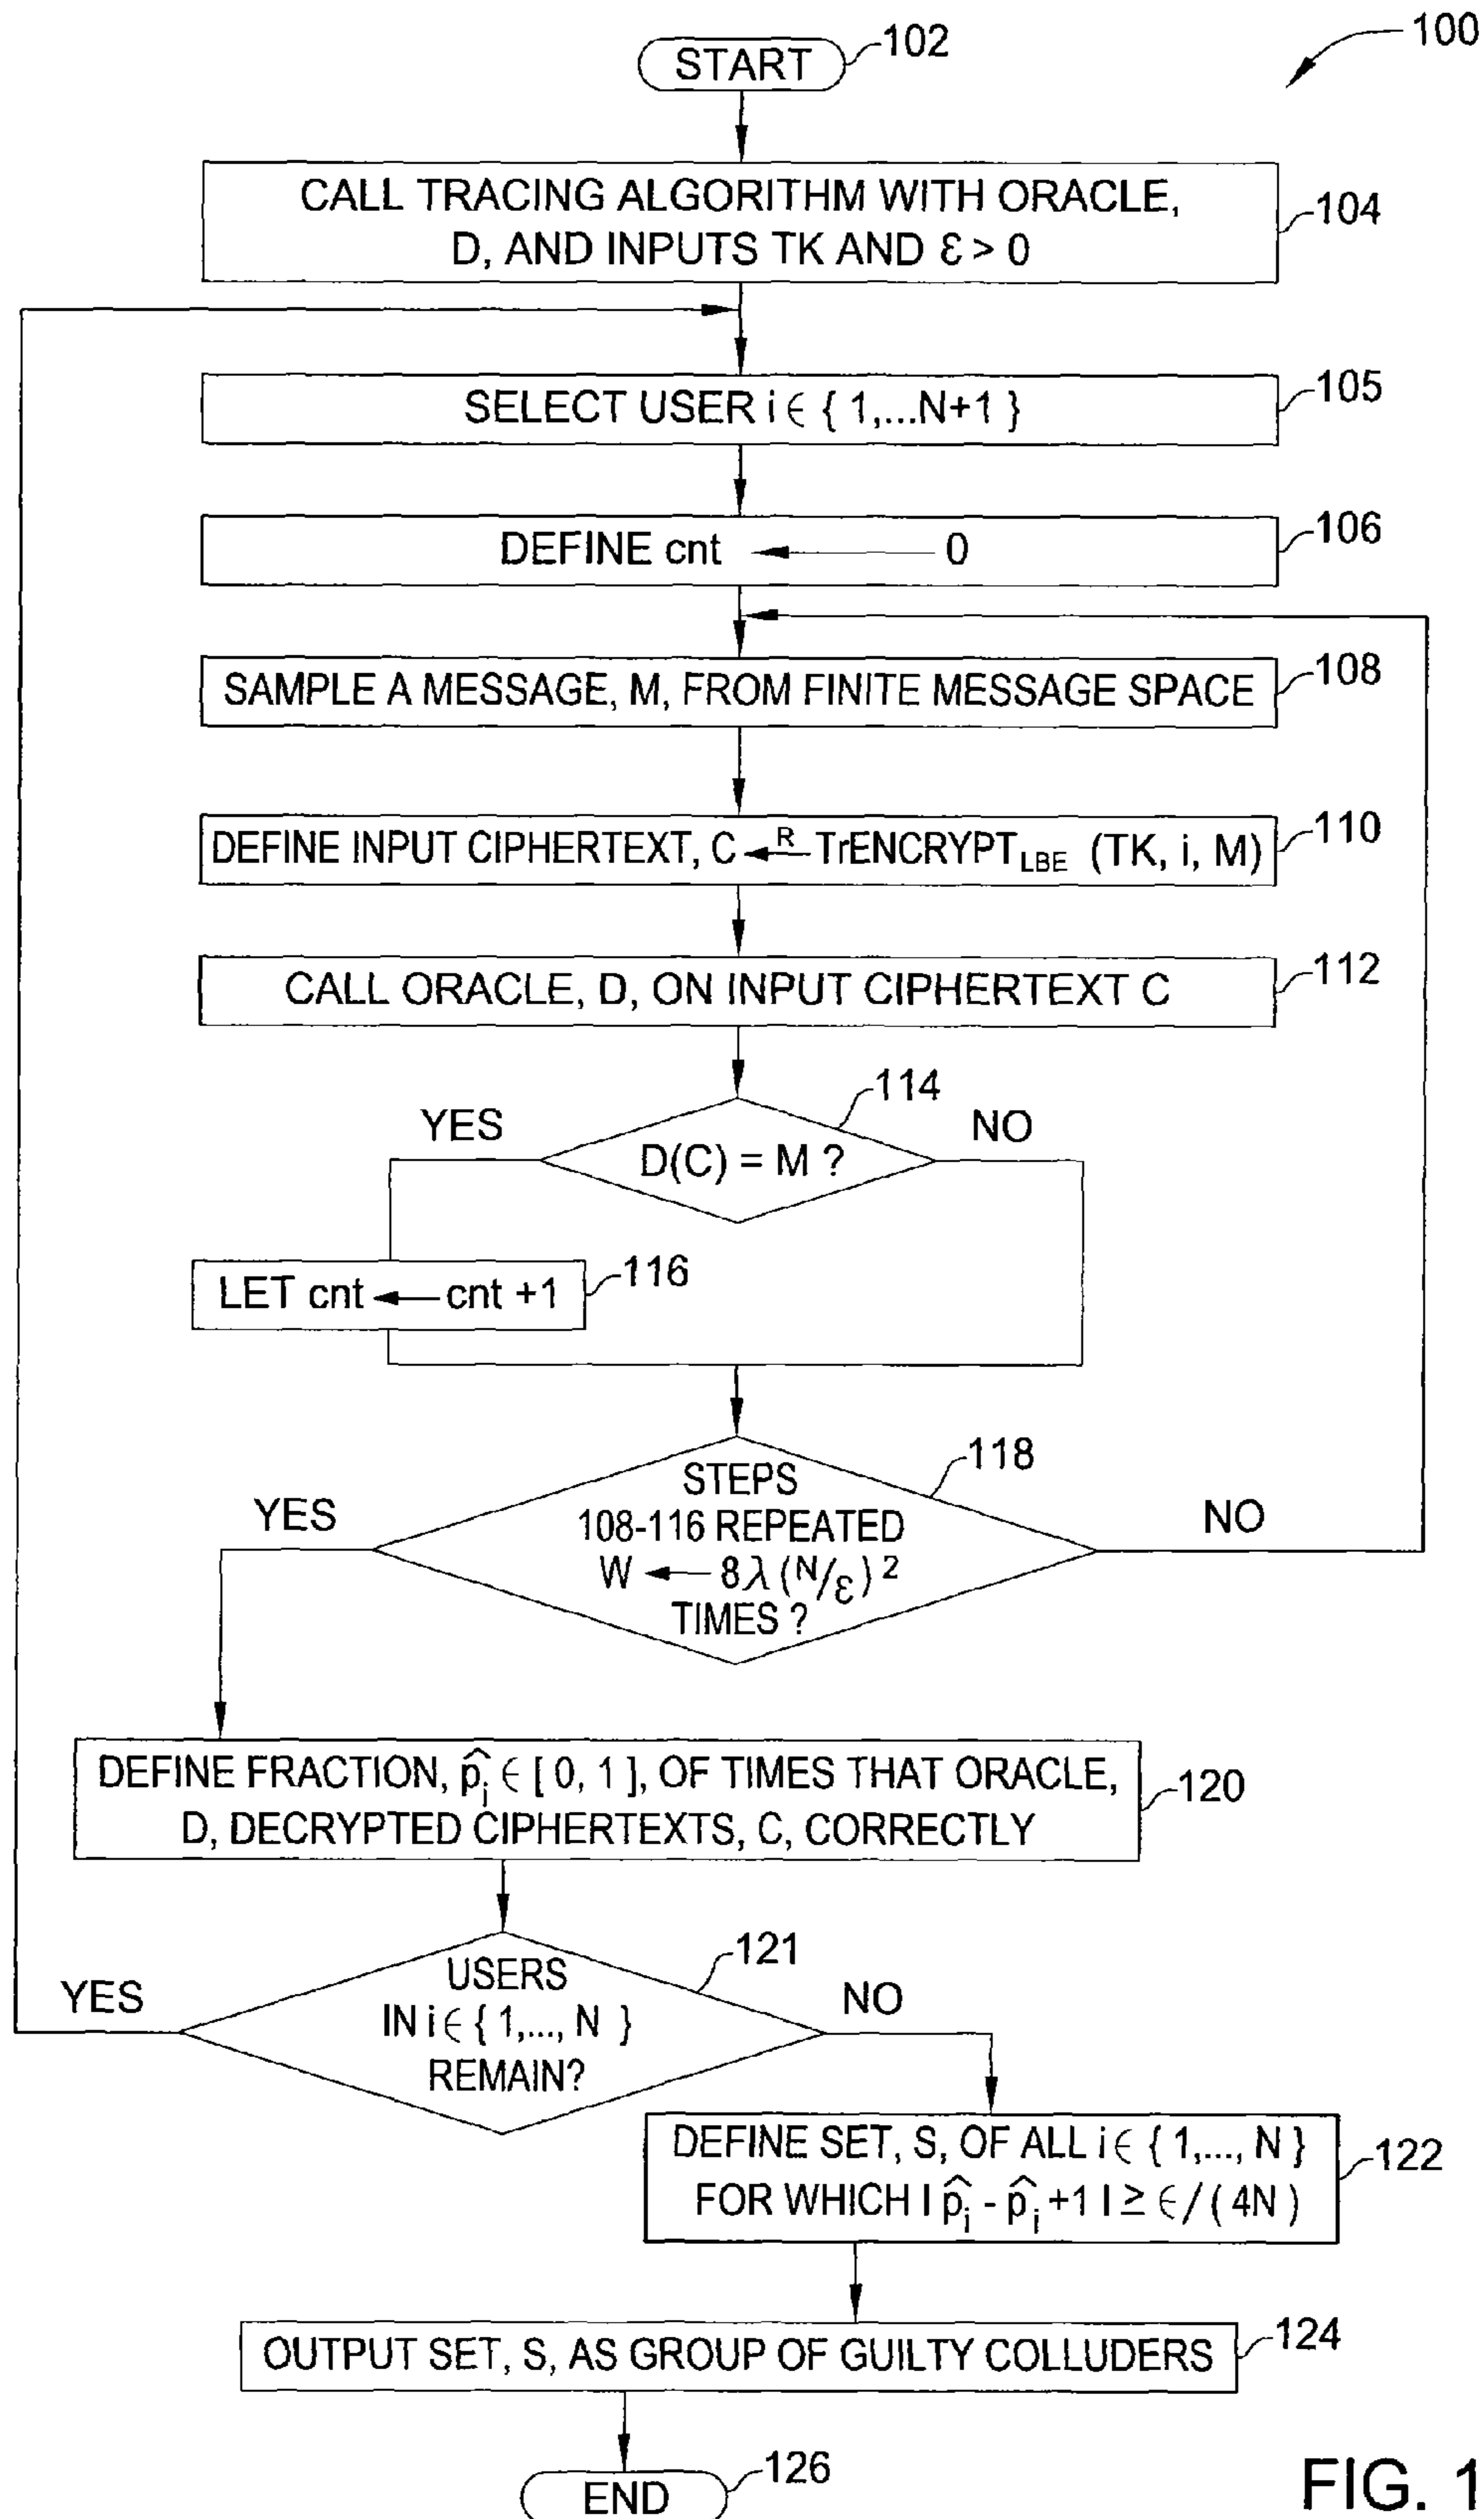 100
START 102
CALL TRACING ALGORITHM WITH ORACLE,
D, AND INPUTS TK AND ε > 0
104
SELECT USER i ∈ { 1,...N+1 }
105
DEFINE cnt ← 0
106
SAMPLE A MESSAGE, M, FROM FINITE MESSAGE SPACE
108
DEFINE INPUT CIPHERTEXT, C ←R TrENCRYPT_LBE (TK, i, M)
110
CALL ORACLE, D, ON INPUT CIPHERTEXT C
112
114
YES
NO
D(C) = M ?
LET cnt ← cnt +1
116
118
STEPS
108-116 REPEATED
W ← 8λ(N/ε)²
TIMES ?
YES
NO
DEFINE FRACTION, p̂i ∈ [ 0, 1 ], OF TIMES THAT ORACLE,
D, DECRYPTED CIPHERTEXTS, C, CORRECTLY
120
121
USERS
IN i ∈ { 1,..., N }
REMAIN?
YES
NO
DEFINE SET, S, OF ALL i ∈ { 1,..., N }
FOR WHICH | p̂i - p̂i +1 | ≥ ϵ/(4N)
122
OUTPUT SET, S, AS GROUP OF GUILTY COLLUDERS
124
END 126
FIG. 1